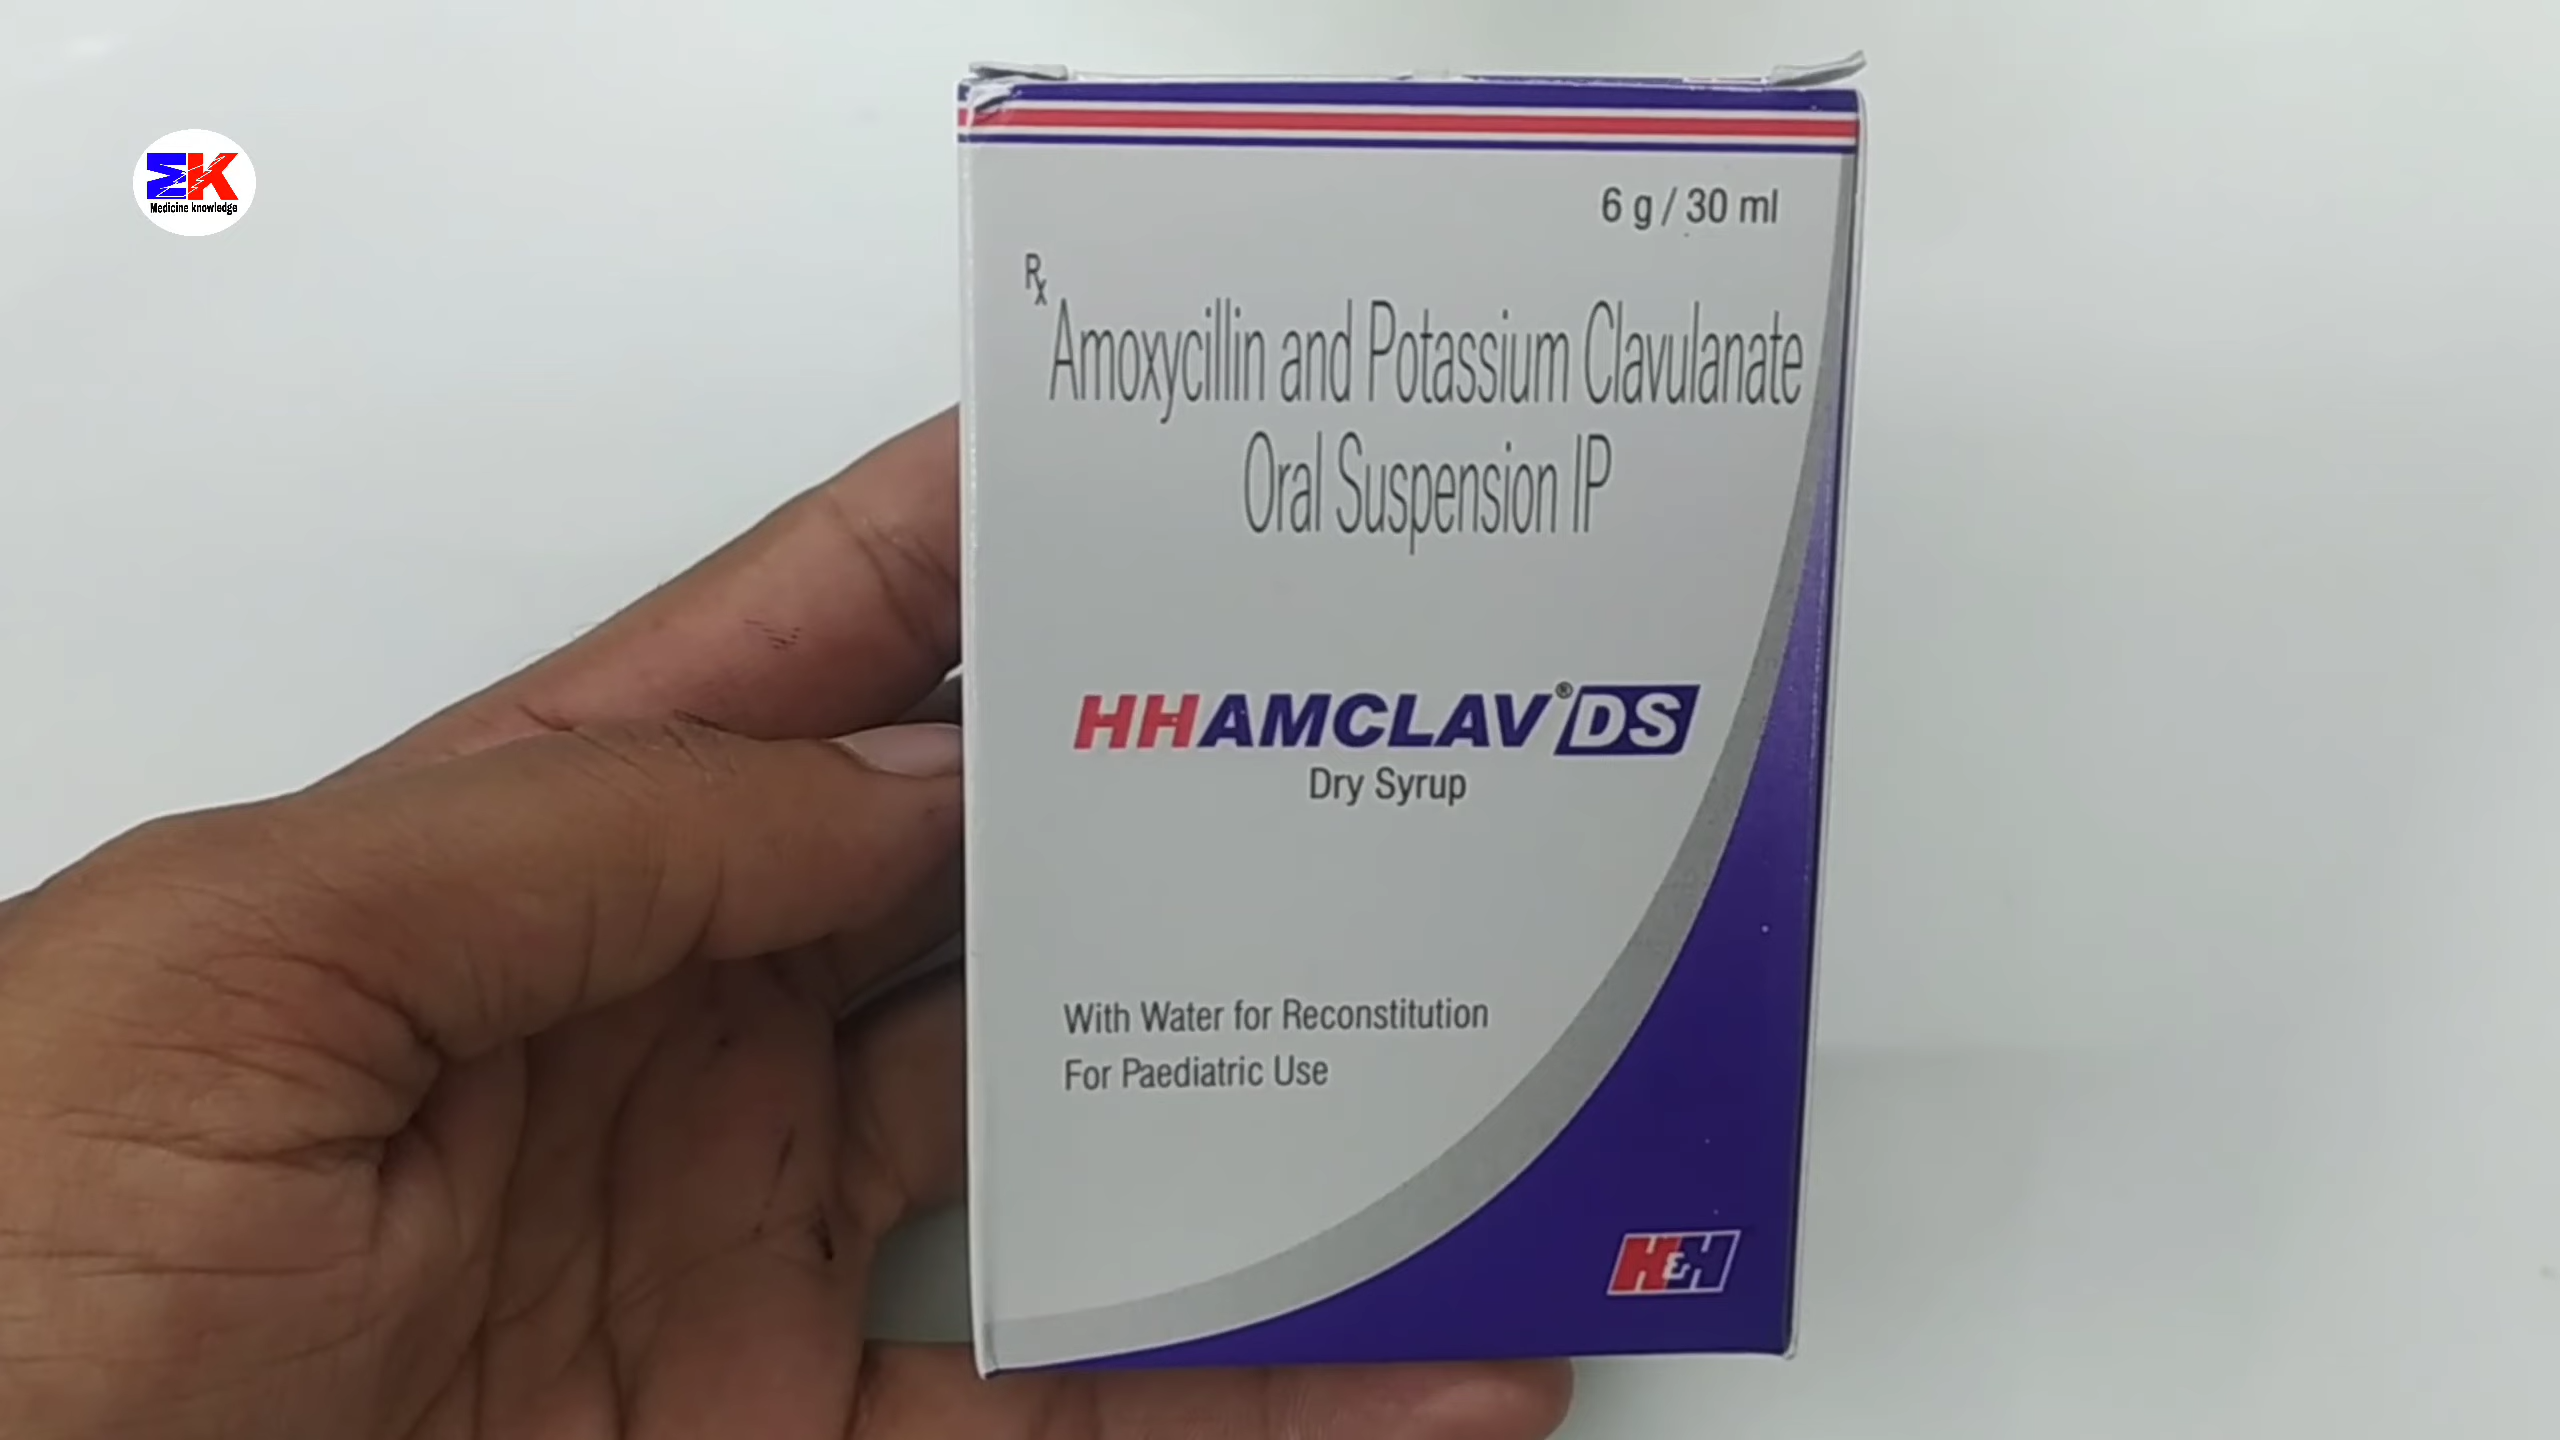 MK
Medicine knowledge
6 g / 30 ml
Rx
Amoxycillin and Potassium Clavulanate
Oral Suspension IP
HHAMCLAV® DS
Dry Syrup
With Water for Reconstitution
For Paediatric Use
H&H